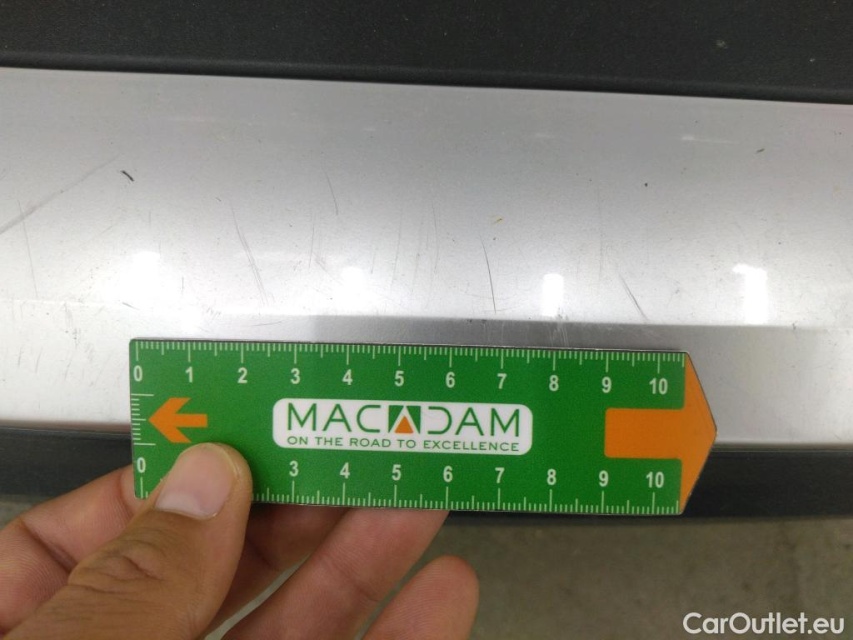 0 1 2 3 4 5 6 7 8 9 10
MACADAM
ON THE ROAD TO EXCELLENCE
0 3 4 5 6 7 8 9 10
CarOutlet.eu